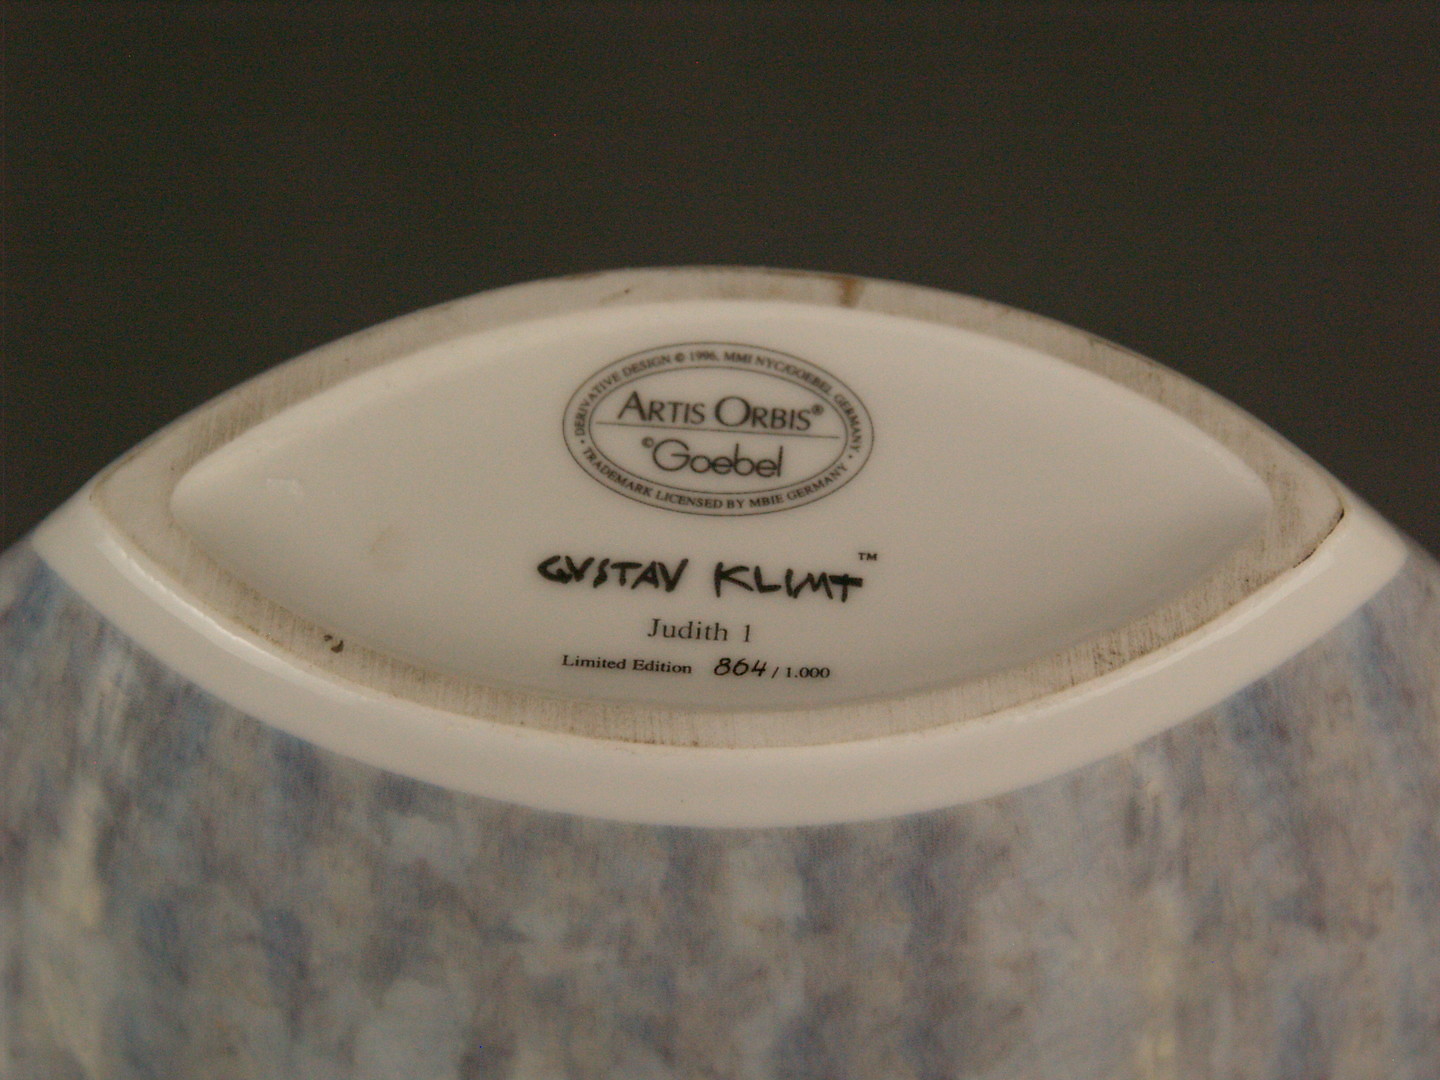 · DERIVATIVE DESIGN © 1996, MMI NYC/GOEBEL GERMANY ·
ARTIS ORBIS®
©Goebel
TRADEMARK LICENSED BY MBIE GERMANY
GUSTAV KLIMT™
Judith 1
Limited Edition 864 / 1.000